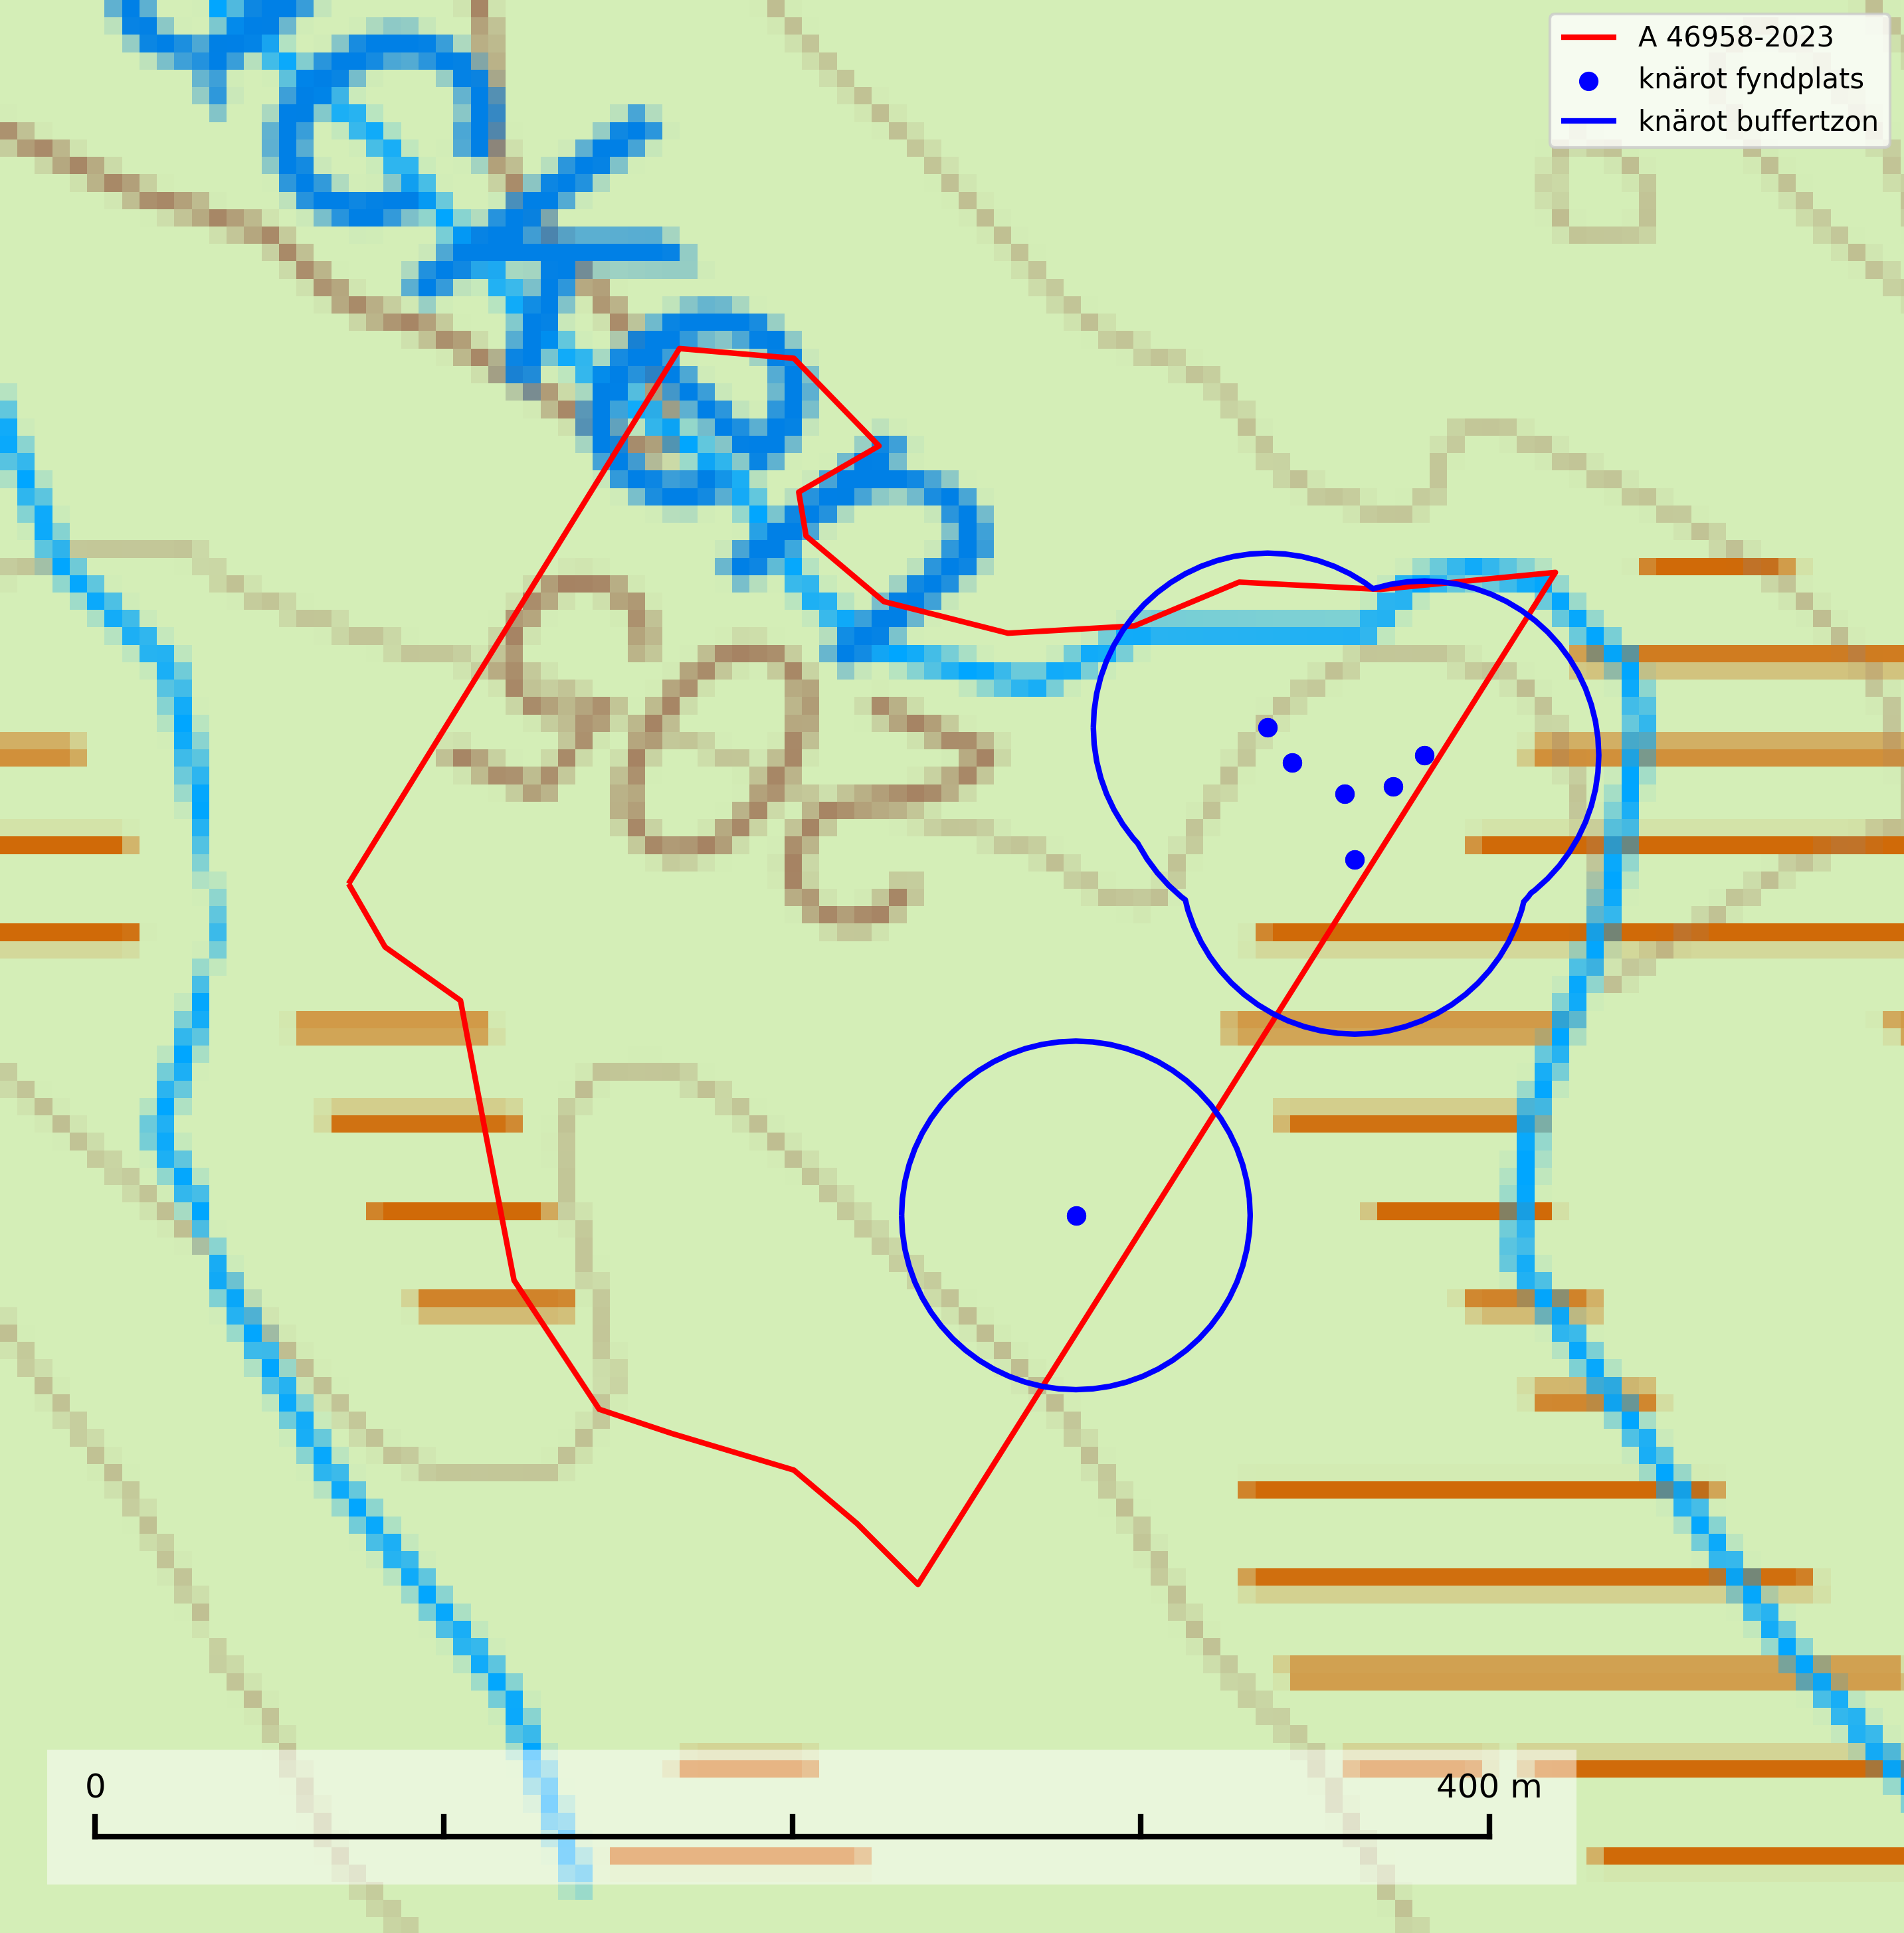 A 46958-2023
knärot fyndplats
knärot buffertzon
0
400 m